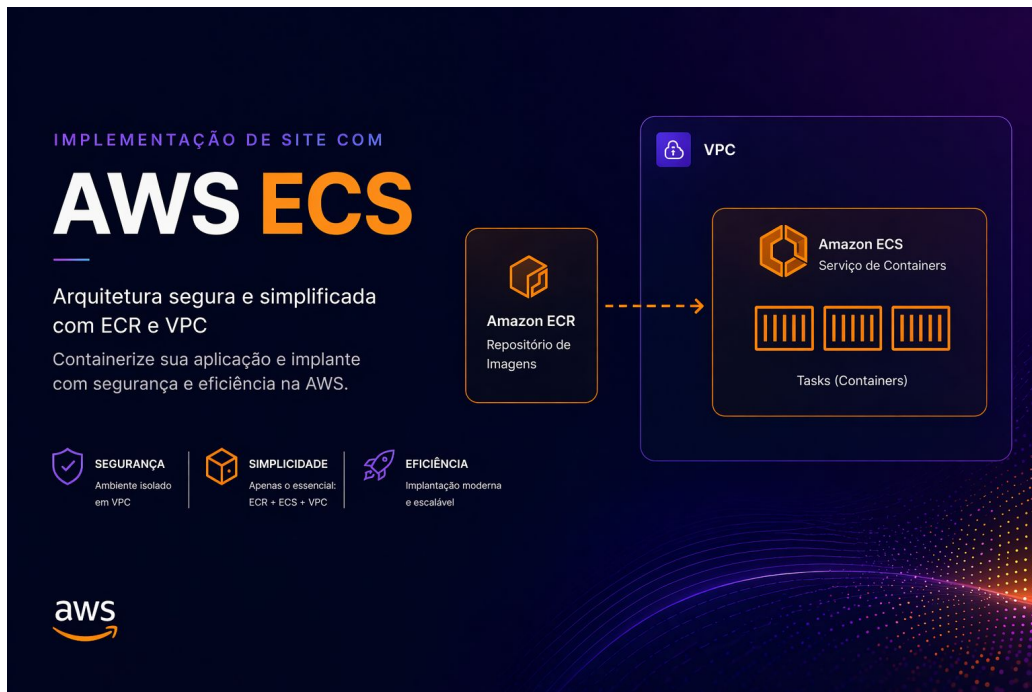 IMPLEMENTAÇÃO DE SITE COM
AWS ECS
Arquitetura segura e simplificada
com ECR e VPC
Containerize sua aplicação e implante
com segurança e eficiência na AWS.
SEGURANÇA
Ambiente isolado
em VPC
SIMPLICIDADE
Apenas o essencial:
ECR + ECS + VPC
EFICIÊNCIA
Implantação moderna
e escalável
aws
Amazon ECR
Repositório de
Imagens
VPC
Amazon ECS
Serviço de Containers
Tasks (Containers)